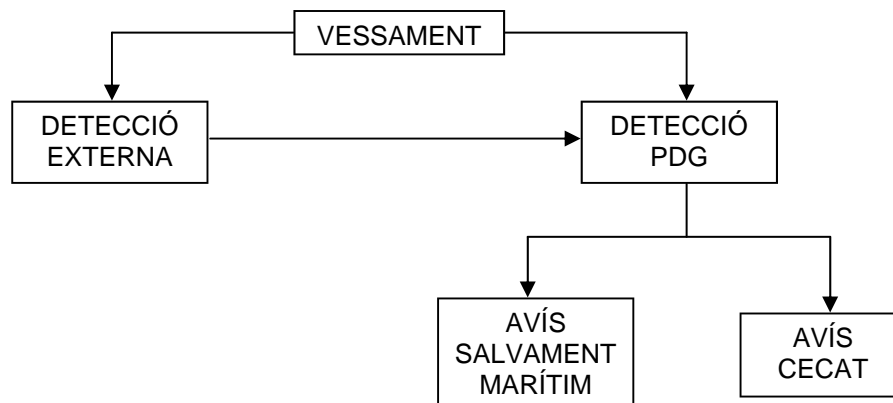 VESSAMENT
DETECCIÓ
EXTERNA
DETECCIÓ
PDG
AVÍS
SALVAMENT
MARÍTIM
AVÍS
CECAT